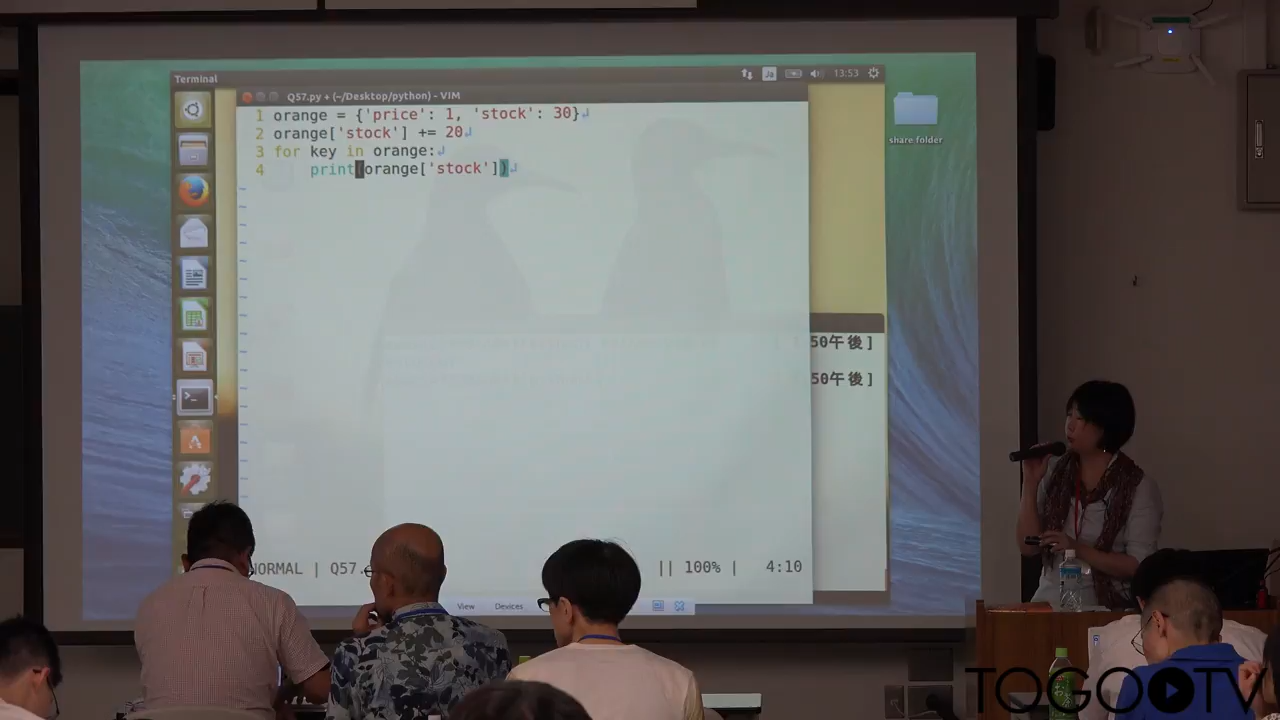 Terminal
Ja
13:53
Q57.py + (~/Desktop/python) - VIM
1 orange = {'price': 1, 'stock': 30}
2 orange['stock'] += 20
3 for key in orange:
4     print(orange['stock'])
share folder
50午後]
50午後]
NORMAL | Q57.
|| 100% | 4:10
View Devices
TOGOTV